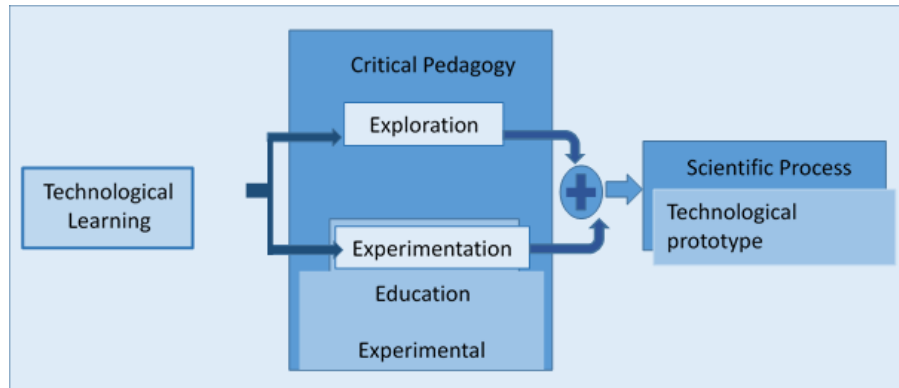 Critical Pedagogy
Exploration
Technological
Learning
Experimentation
Education
Experimental
Scientific Process
Technological
prototype